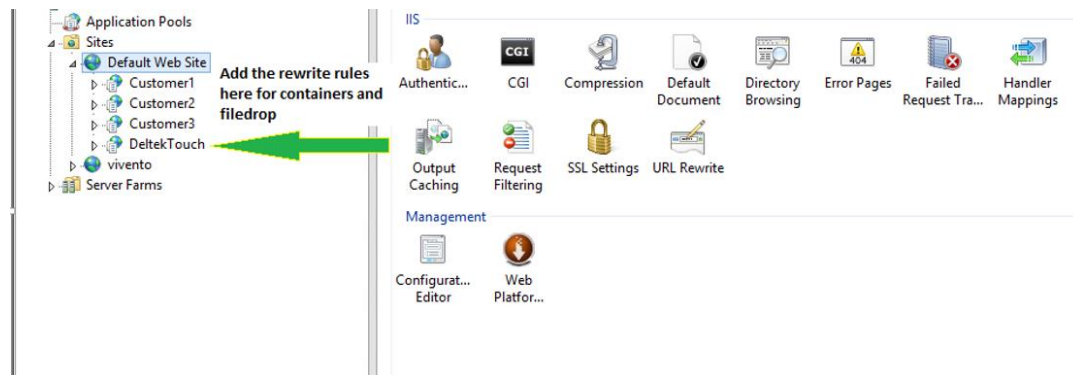 Application Pools
Sites
Default Web Site
Customer1
Customer2
Customer3
DeltekTouch
vivento
Server Farms
Add the rewrite rules
here for containers and
filedrop
IIS
Authentic...
CGI
CGI
Compression
Default
Document
Directory
Browsing
404
Error Pages
Failed
Request Tra...
Handler
Mappings
Output
Caching
Request
Filtering
SSL Settings
URL Rewrite
Management
Configurat...
Editor
Web
Platfor...